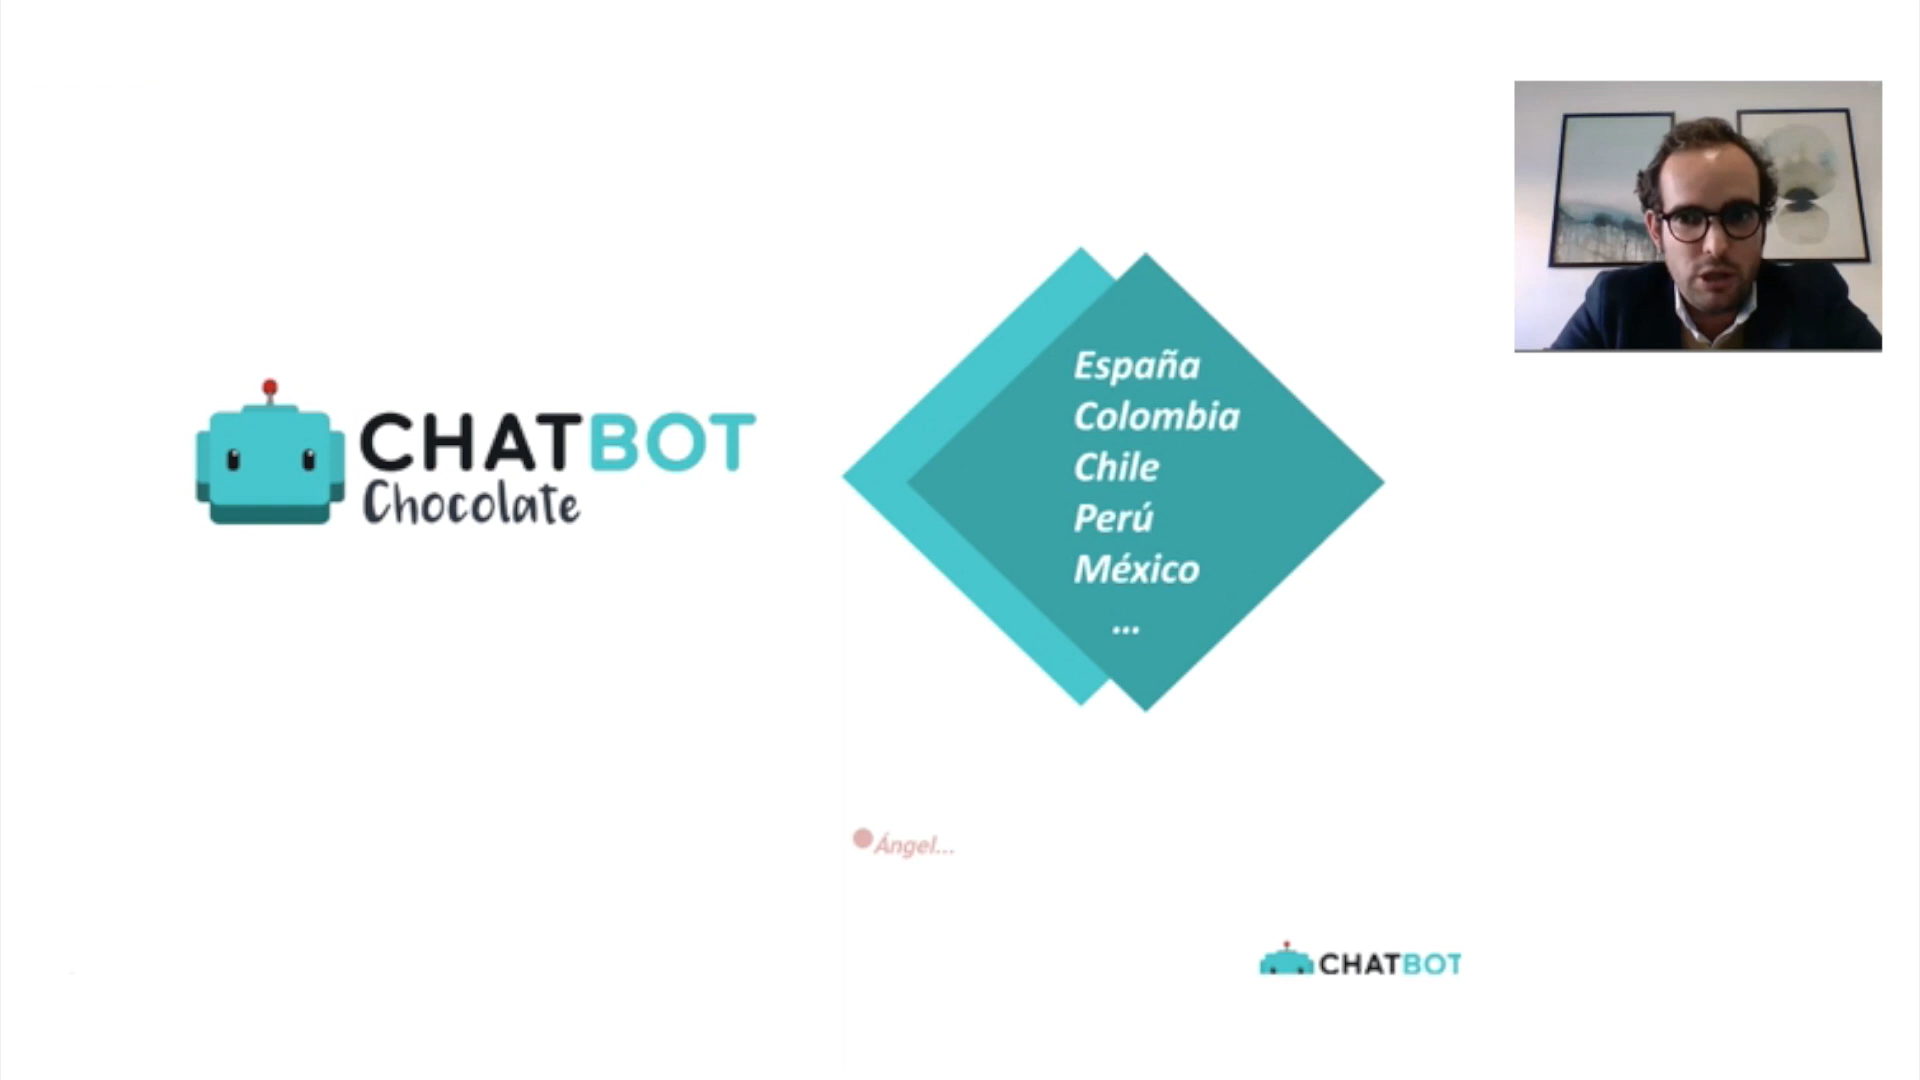 CHATBOT
Chocolate
España
Colombia
Chile
Perú
México
...
Ángel...
CHATBOT